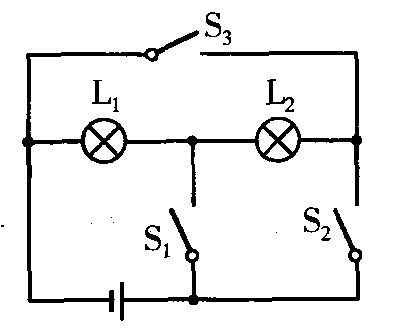 S₃
L₁ L₂
S₁ S₂